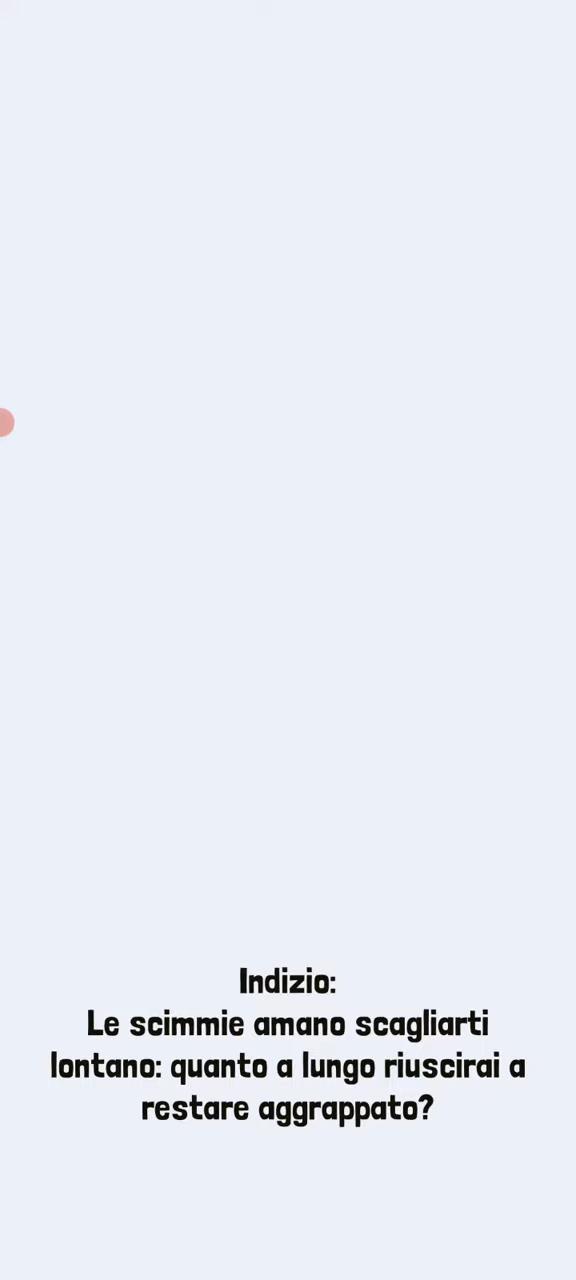 Indizio:
Le scimmie amano scagliarti
lontano: quanto a lungo riuscirai a
restare aggrappato?